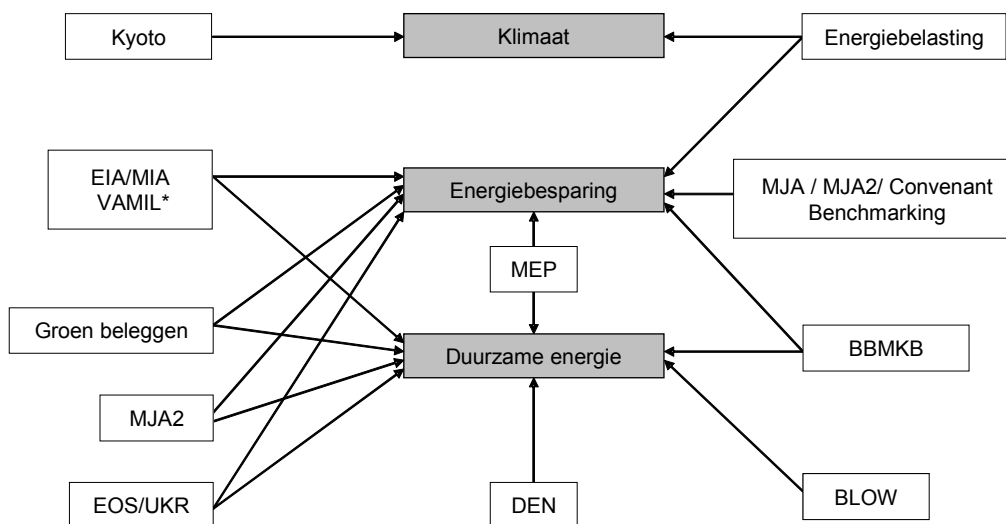 Kyoto
Klimaat
Energiebelasting
EIA/MIA
VAMIL*
Energiebesparing
MJA / MJA2/ Convenant
Benchmarking
MEP
Groen beleggen
Duurzame energie
BBMKB
MJA2
EOS/UKR
DEN
BLOW